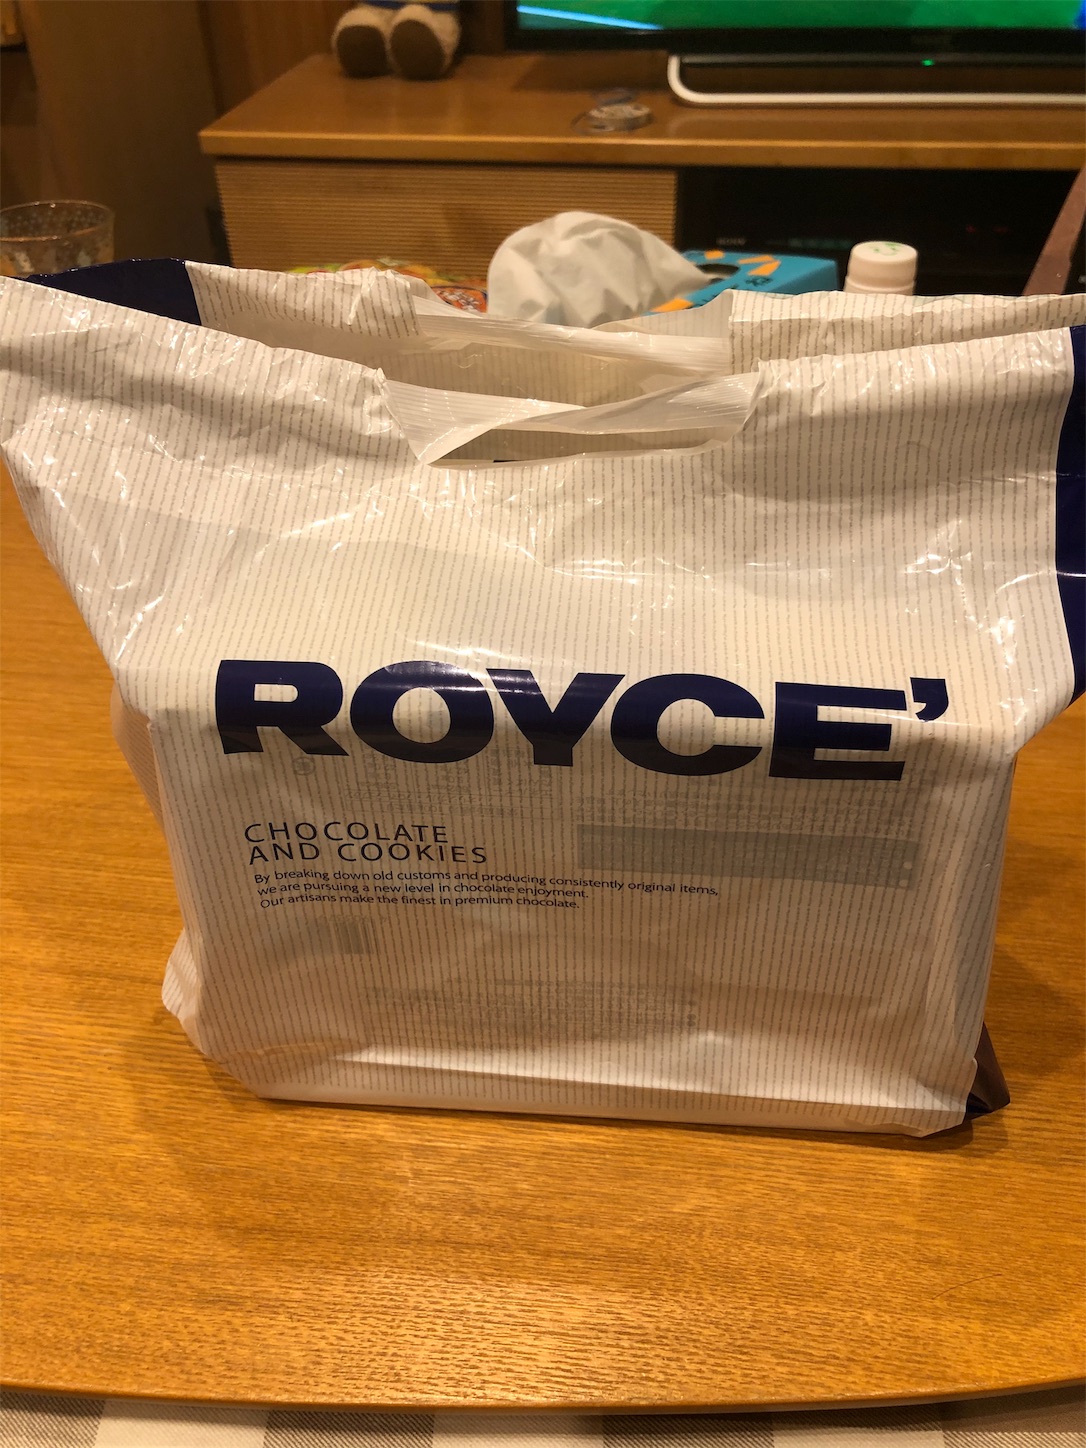 ROYCE'
CHOCOLATE
AND COOKIES
By breaking down old customs and producing consistently original items,
we are pursuing a new level in chocolate enjoyment.
Our artisans make the finest in premium chocolate.